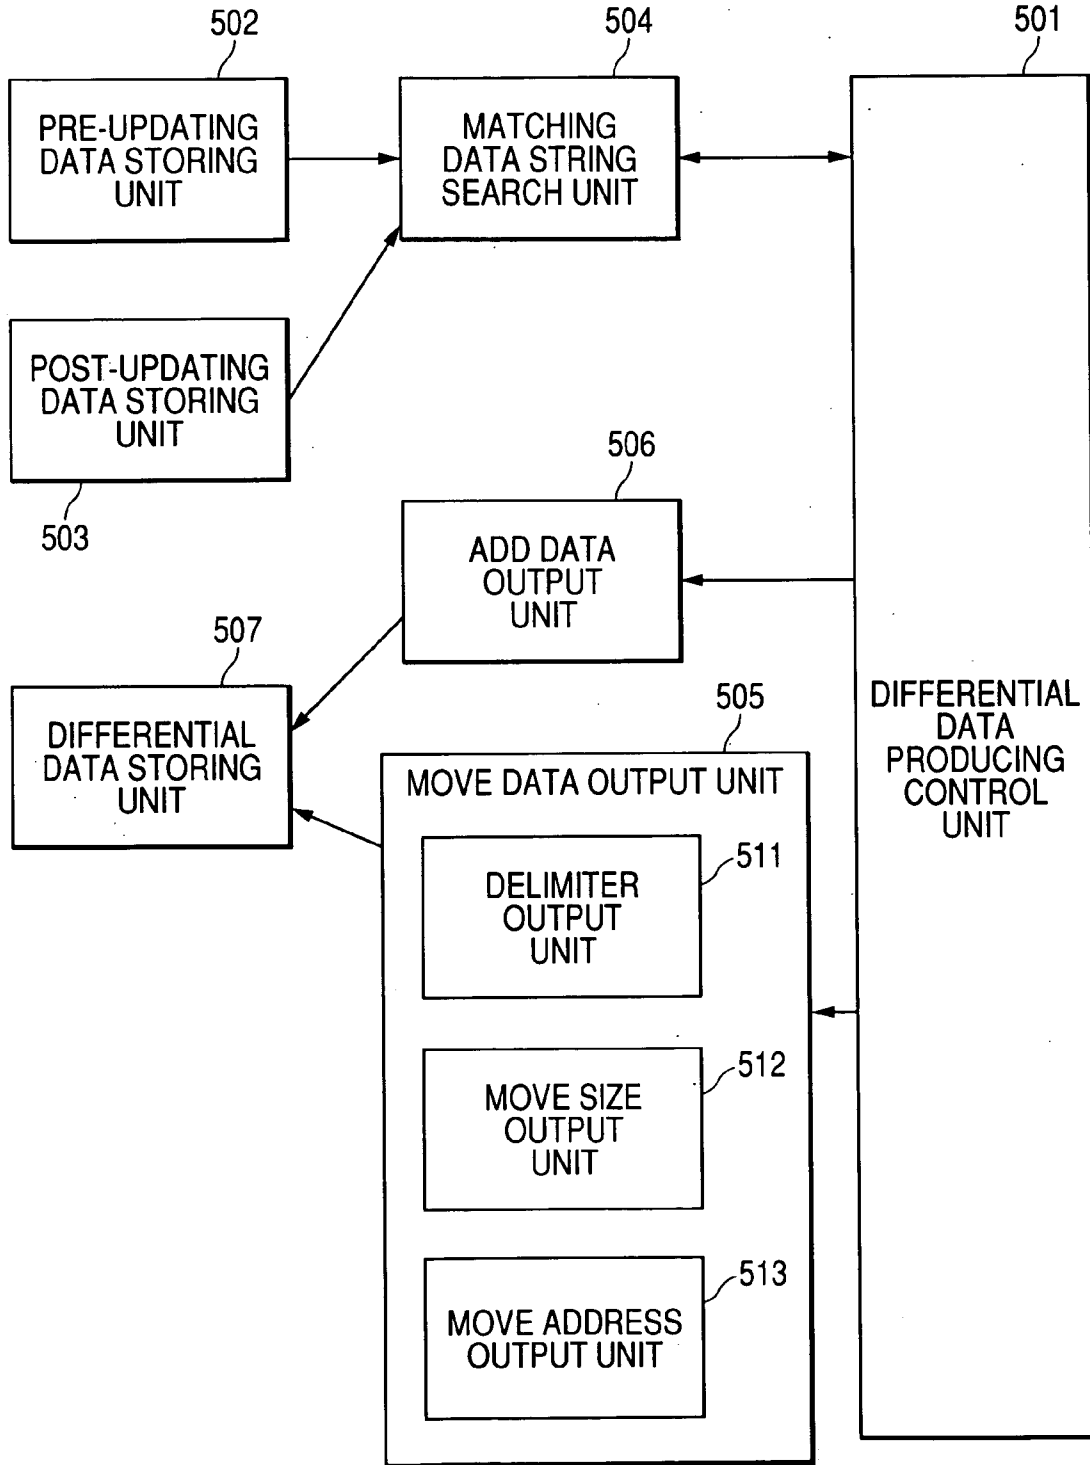 502
504
501
PRE-UPDATING
DATA STORING
UNIT
MATCHING
DATA STRING
SEARCH UNIT
POST-UPDATING
DATA STORING
UNIT
503
506
ADD DATA
OUTPUT
UNIT
507
DIFFERENTIAL
DATA STORING
UNIT
505
MOVE DATA OUTPUT UNIT
DIFFERENTIAL
DATA
PRODUCING
CONTROL
UNIT
511
DELIMITER
OUTPUT
UNIT
512
MOVE SIZE
OUTPUT
UNIT
513
MOVE ADDRESS
OUTPUT UNIT